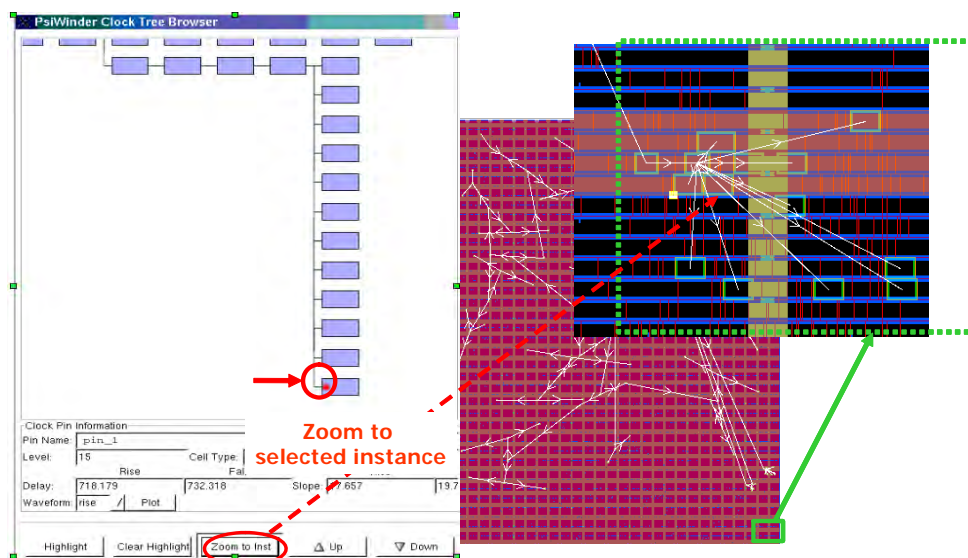 PsiWinder Clock Tree Browser
Clock Pin Information
Pin Name: pin_1
Level: 15 Cell Type:
Rise Fal
Delay: 718.179 732.318 Slope: 7.657 19.7
Waveform: rise / Plot
Zoom to
selected instance
Highlight Clear Highlight Zoom to Inst Up Down